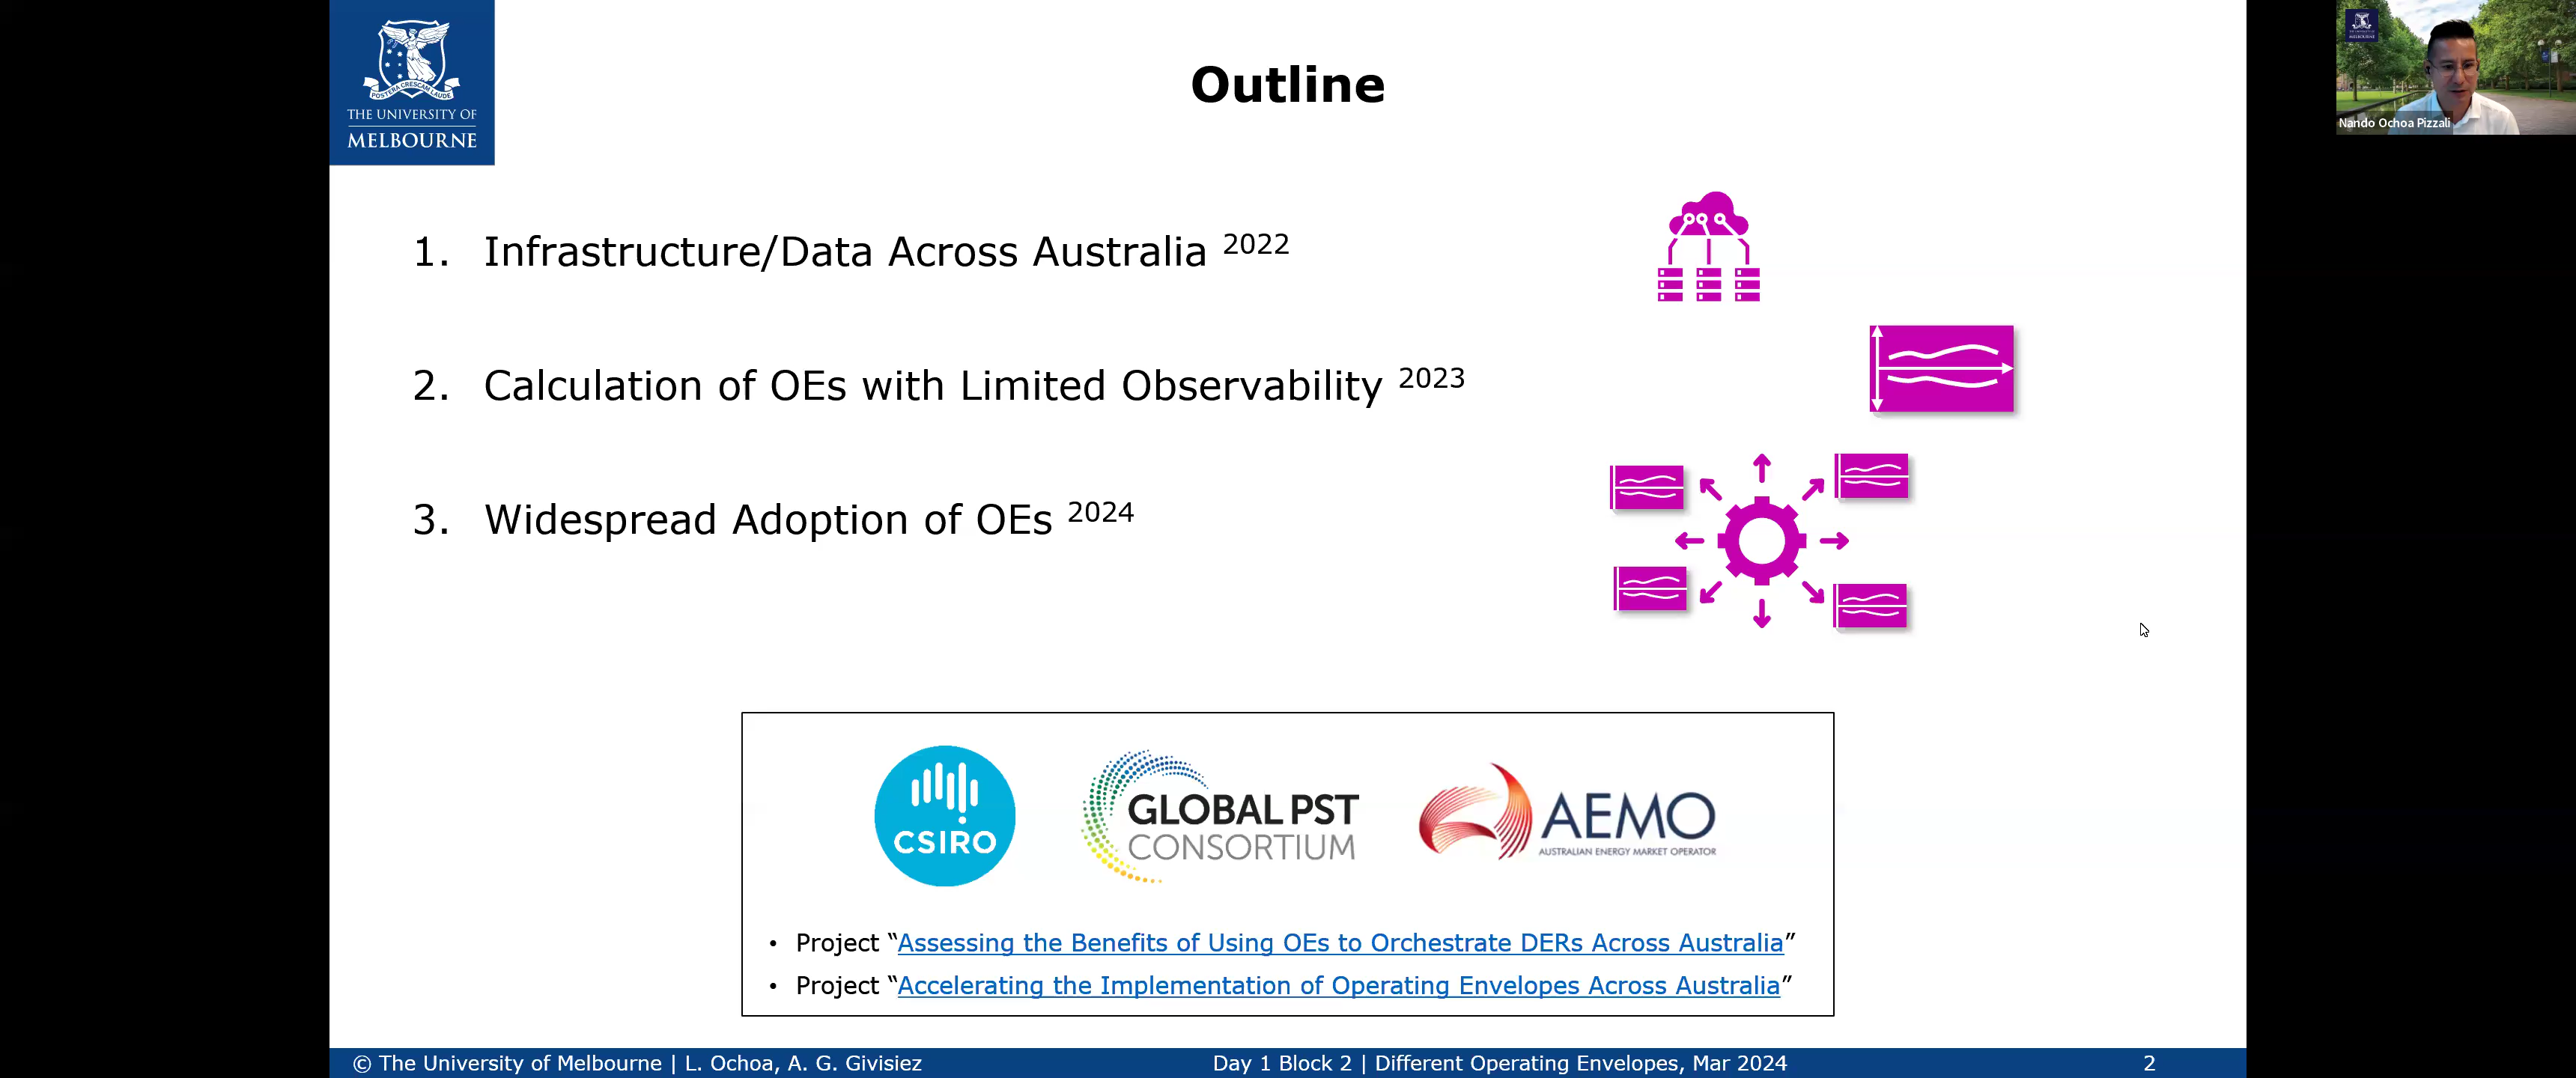 POSTERA CRESCAM LAUDE
THE UNIVERSITY OF
MELBOURNE
Outline
Nando Ochoa Pizzali
1. Infrastructure/Data Across Australia 2022
2. Calculation of OEs with Limited Observability 2023
3. Widespread Adoption of OEs 2024
CSIRO
GLOBAL PST
CONSORTIUM
AEMO
AUSTRALIAN ENERGY MARKET OPERATOR
• Project “Assessing the Benefits of Using OEs to Orchestrate DERs Across Australia”
• Project “Accelerating the Implementation of Operating Envelopes Across Australia”
© The University of Melbourne | L. Ochoa, A. G. Givisiez
Day 1 Block 2 | Different Operating Envelopes, Mar 2024
2